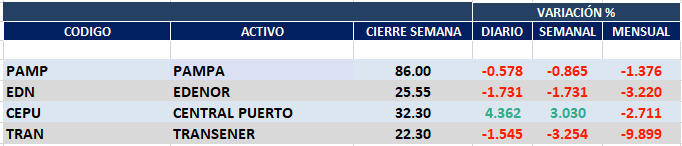 VARIACIÓN %
CODIGO ACTIVO CIERRE SEMANA DIARIO SEMANAL MENSUAL
PAMP PAMPA 86.00 -0.578 -0.865 -1.376
EDN EDENOR 25.55 -1.731 -1.731 -3.220
CEPU CENTRAL PUERTO 32.30 4.362 3.030 -2.711
TRAN TRANSENER 22.30 -1.545 -3.254 -9.899